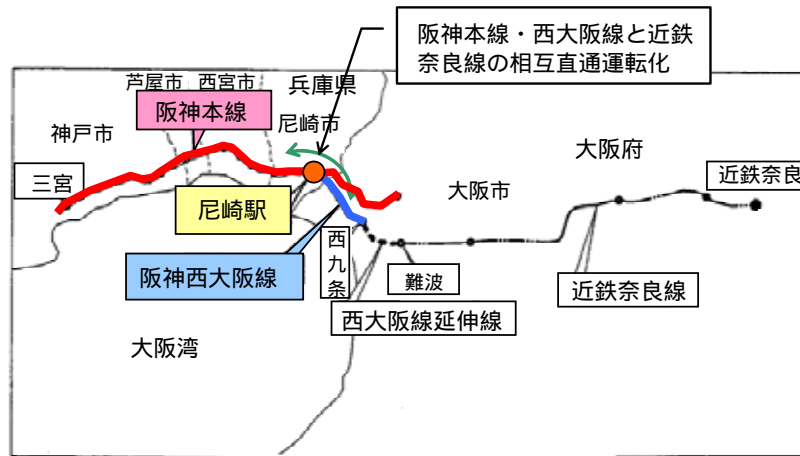 阪神本線・西大阪線と近鉄
奈良線の相互直通運転化
芦屋市
西宮市
兵庫県
阪神本線
神戸市
尼崎市
三宮
大阪府
近鉄奈良
大阪市
尼崎駅
西九条
阪神西大阪線
難波
近鉄奈良線
西大阪線延伸線
大阪湾